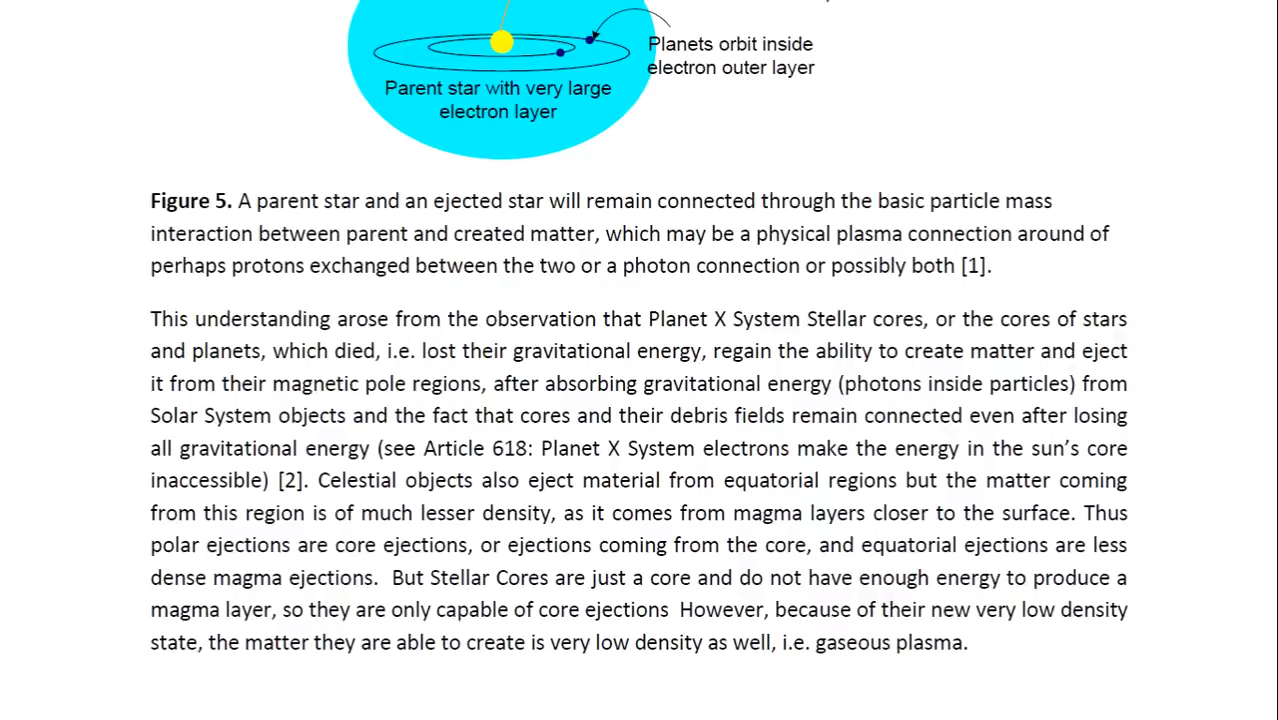 Planets orbit inside
electron outer layer
Parent star with very large
electron layer
Figure 5. A parent star and an ejected star will remain connected through the basic particle mass
interaction between parent and created matter, which may be a physical plasma connection around of
perhaps protons exchanged between the two or a photon connection or possibly both [1].
This understanding arose from the observation that Planet X System Stellar cores, or the cores of stars
and planets, which died, i.e. lost their gravitational energy, regain the ability to create matter and eject
it from their magnetic pole regions, after absorbing gravitational energy (photons inside particles) from
Solar System objects and the fact that cores and their debris fields remain connected even after losing
all gravitational energy (see Article 618: Planet X System electrons make the energy in the sun’s core
inaccessible) [2]. Celestial objects also eject material from equatorial regions but the matter coming
from this region is of much lesser density, as it comes from magma layers closer to the surface. Thus
polar ejections are core ejections, or ejections coming from the core, and equatorial ejections are less
dense magma ejections.  But Stellar Cores are just a core and do not have enough energy to produce a
magma layer, so they are only capable of core ejections  However, because of their new very low density
state, the matter they are able to create is very low density as well, i.e. gaseous plasma.